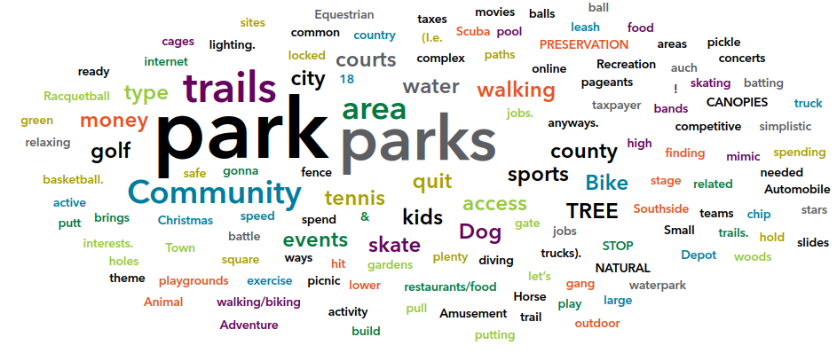 sites Equestrian taxes movies balls ball
cages lighting. common country (I.e. Scuba pool leash food
internet locked courts complex paths PRESERVATION areas pickle
ready city 18 online Recreation auch concerts
Racquetball type trails water walking pageants ! skating batting
green money park area parks jobs. taxpayer bands CANOPIES truck
relaxing golf anyways. competitive simplistic
county high finding mimic spending
basketball. safe gonna fence quit sports Bike stage related needed
active Community tennis access Automobile
putt brings Christmas speed spend & kids gate TREE Southside teams chip stars
interests. Town battle events skate Dog jobs STOP Small trails. hold slides
holes square ways hit gardens plenty diving trucks). NATURAL Depot woods
theme playgrounds exercise picnic lower restaurants/food let's gang waterpark
Animal walking/biking activity pull Amusement Horse play large
Adventure build trail outdoor
putting